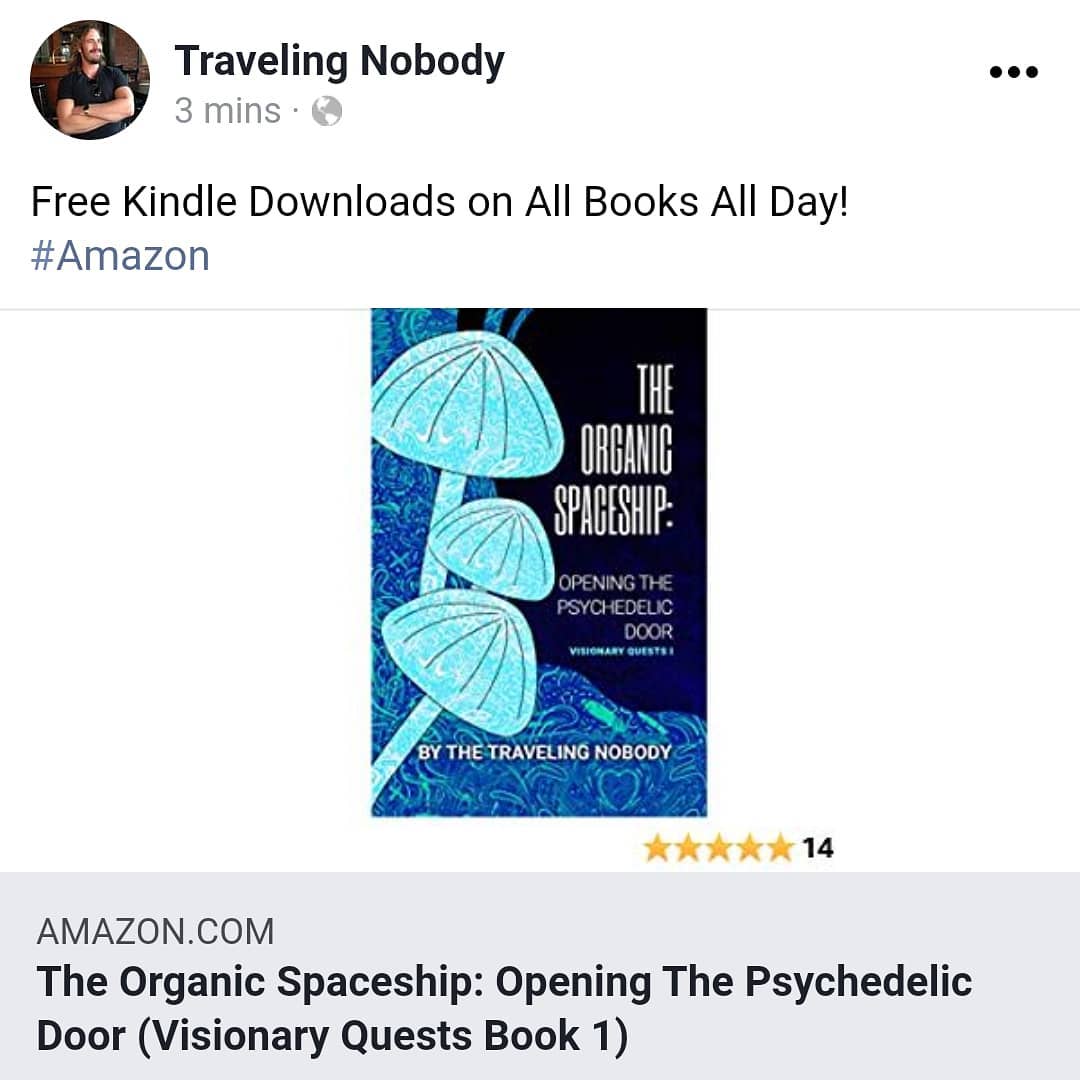 Traveling Nobody
3 mins ·
Free Kindle Downloads on All Books All Day!
#Amazon
THE
ORGANIC
SPACESHIP:
OPENING THE
PSYCHEDELIC
DOOR
VISIONARY QUESTS I
BY THE TRAVELING NOBODY
14
AMAZON.COM
The Organic Spaceship: Opening The Psychedelic
Door (Visionary Quests Book 1)